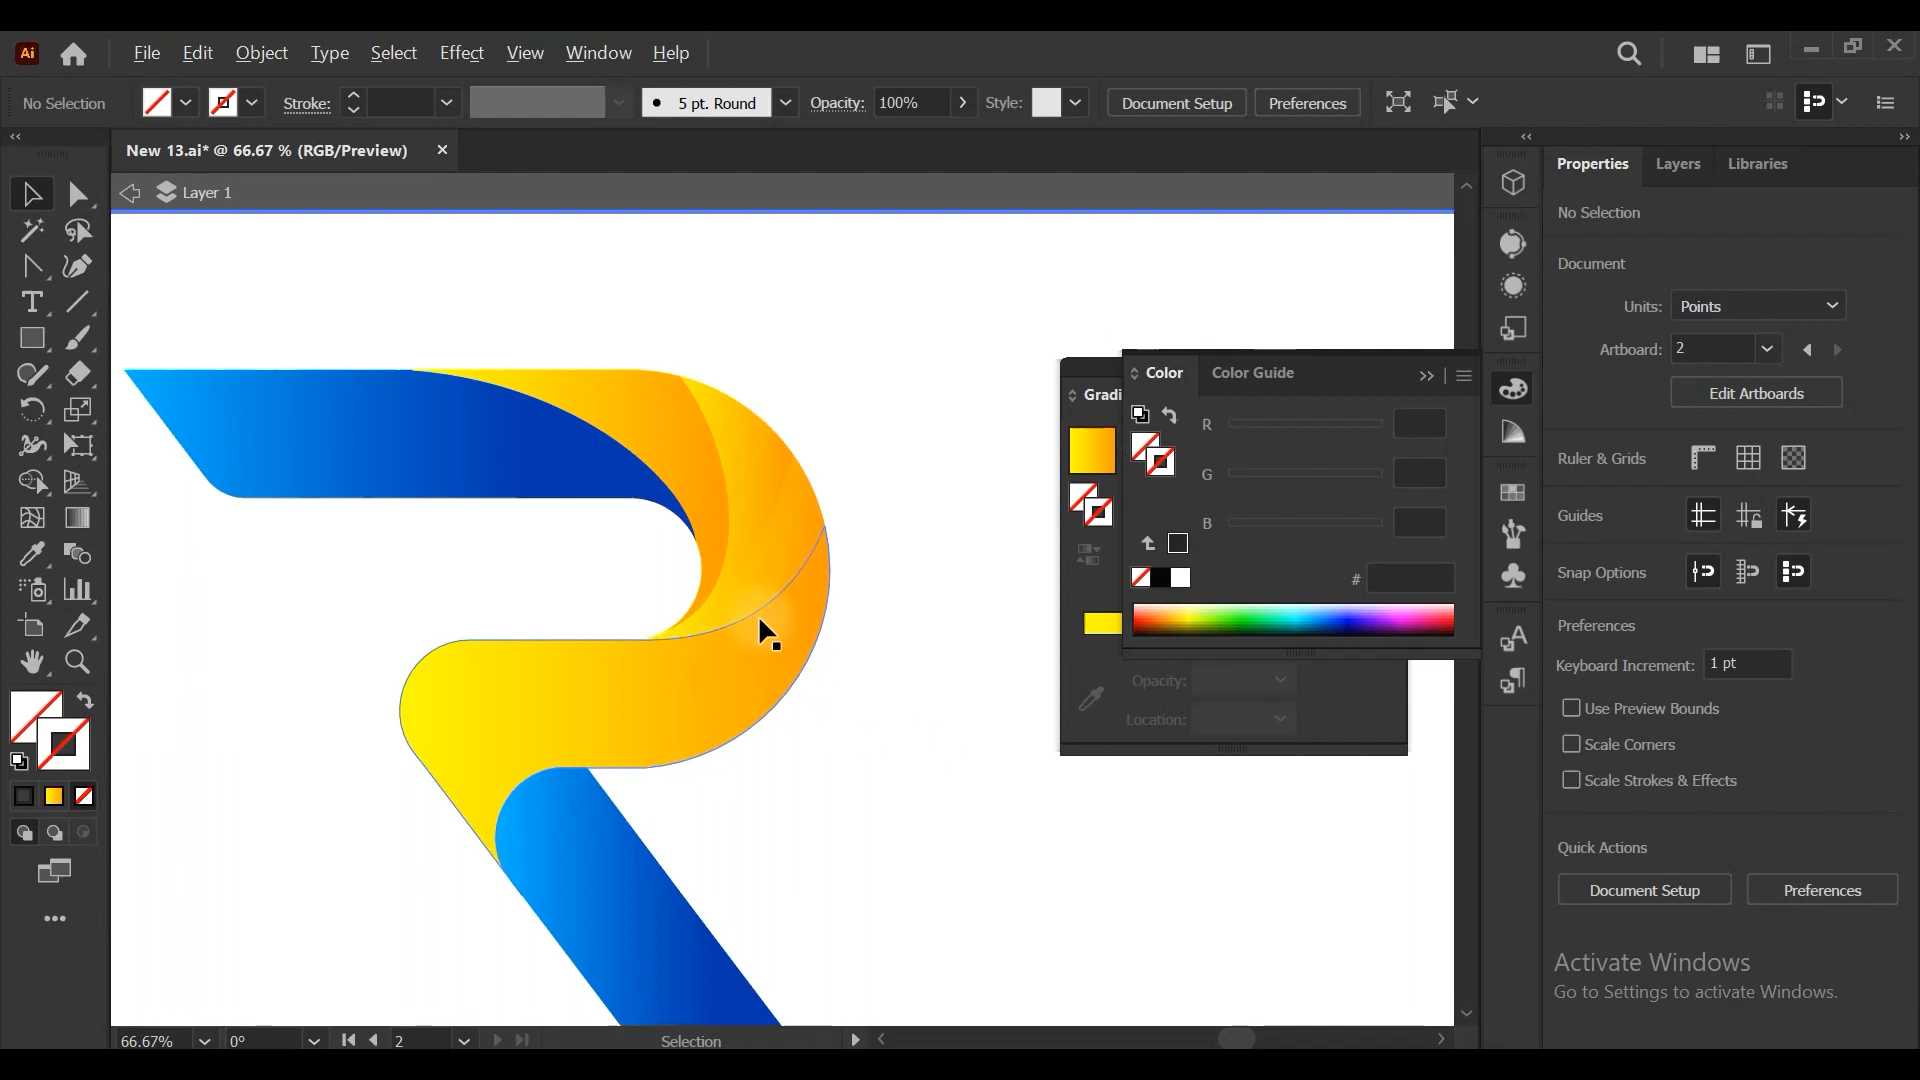 Ai File Edit Object Type Select Effect View Window Help
No Selection Stroke: 5 pt. Round Opacity: 100% Style: Document Setup Preferences
New 13.ai* @ 66.67 % (RGB/Preview)
Layer 1
Properties Layers Libraries
No Selection
Document
Units: Points
Artboard: 2
Edit Artboards
Ruler & Grids
Guides
Snap Options
Preferences
Keyboard Increment: 1 pt
Use Preview Bounds
Scale Corners
Scale Strokes & Effects
Quick Actions
Document Setup Preferences
Activate Windows
Go to Settings to activate Windows.
Gradi
Color Color Guide
R
G
B
#
Opacity:
Location:
66.67% 0° 2 Selection